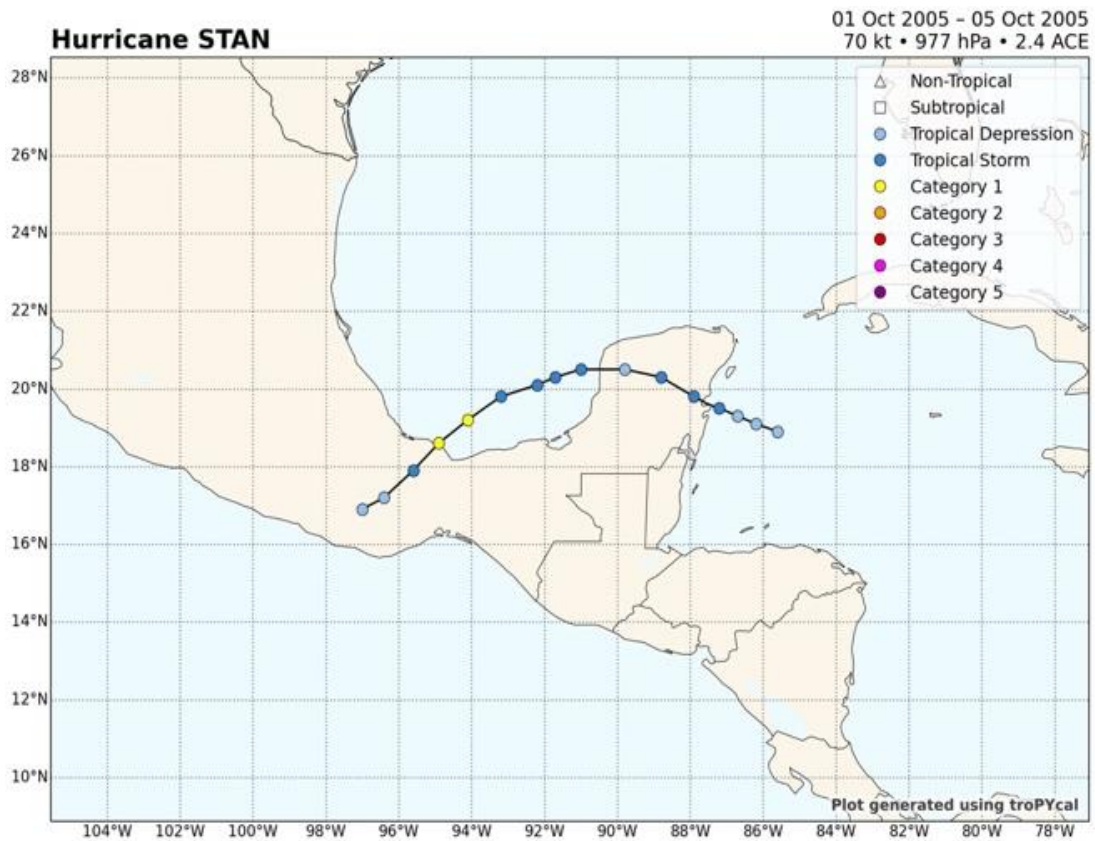 Hurricane STAN
01 Oct 2005 – 05 Oct 2005
70 kt • 977 hPa • 2.4 ACE
Non-Tropical
Subtropical
Tropical Depression
Tropical Storm
Category 1
Category 2
Category 3
Category 4
Category 5
28°N
26°N
24°N
22°N
20°N
18°N
16°N
14°N
12°N
10°N
Plot generated using troPYcal
104°W 102°W 100°W 98°W 96°W 94°W 92°W 90°W 88°W 86°W 84°W 82°W 80°W 78°W